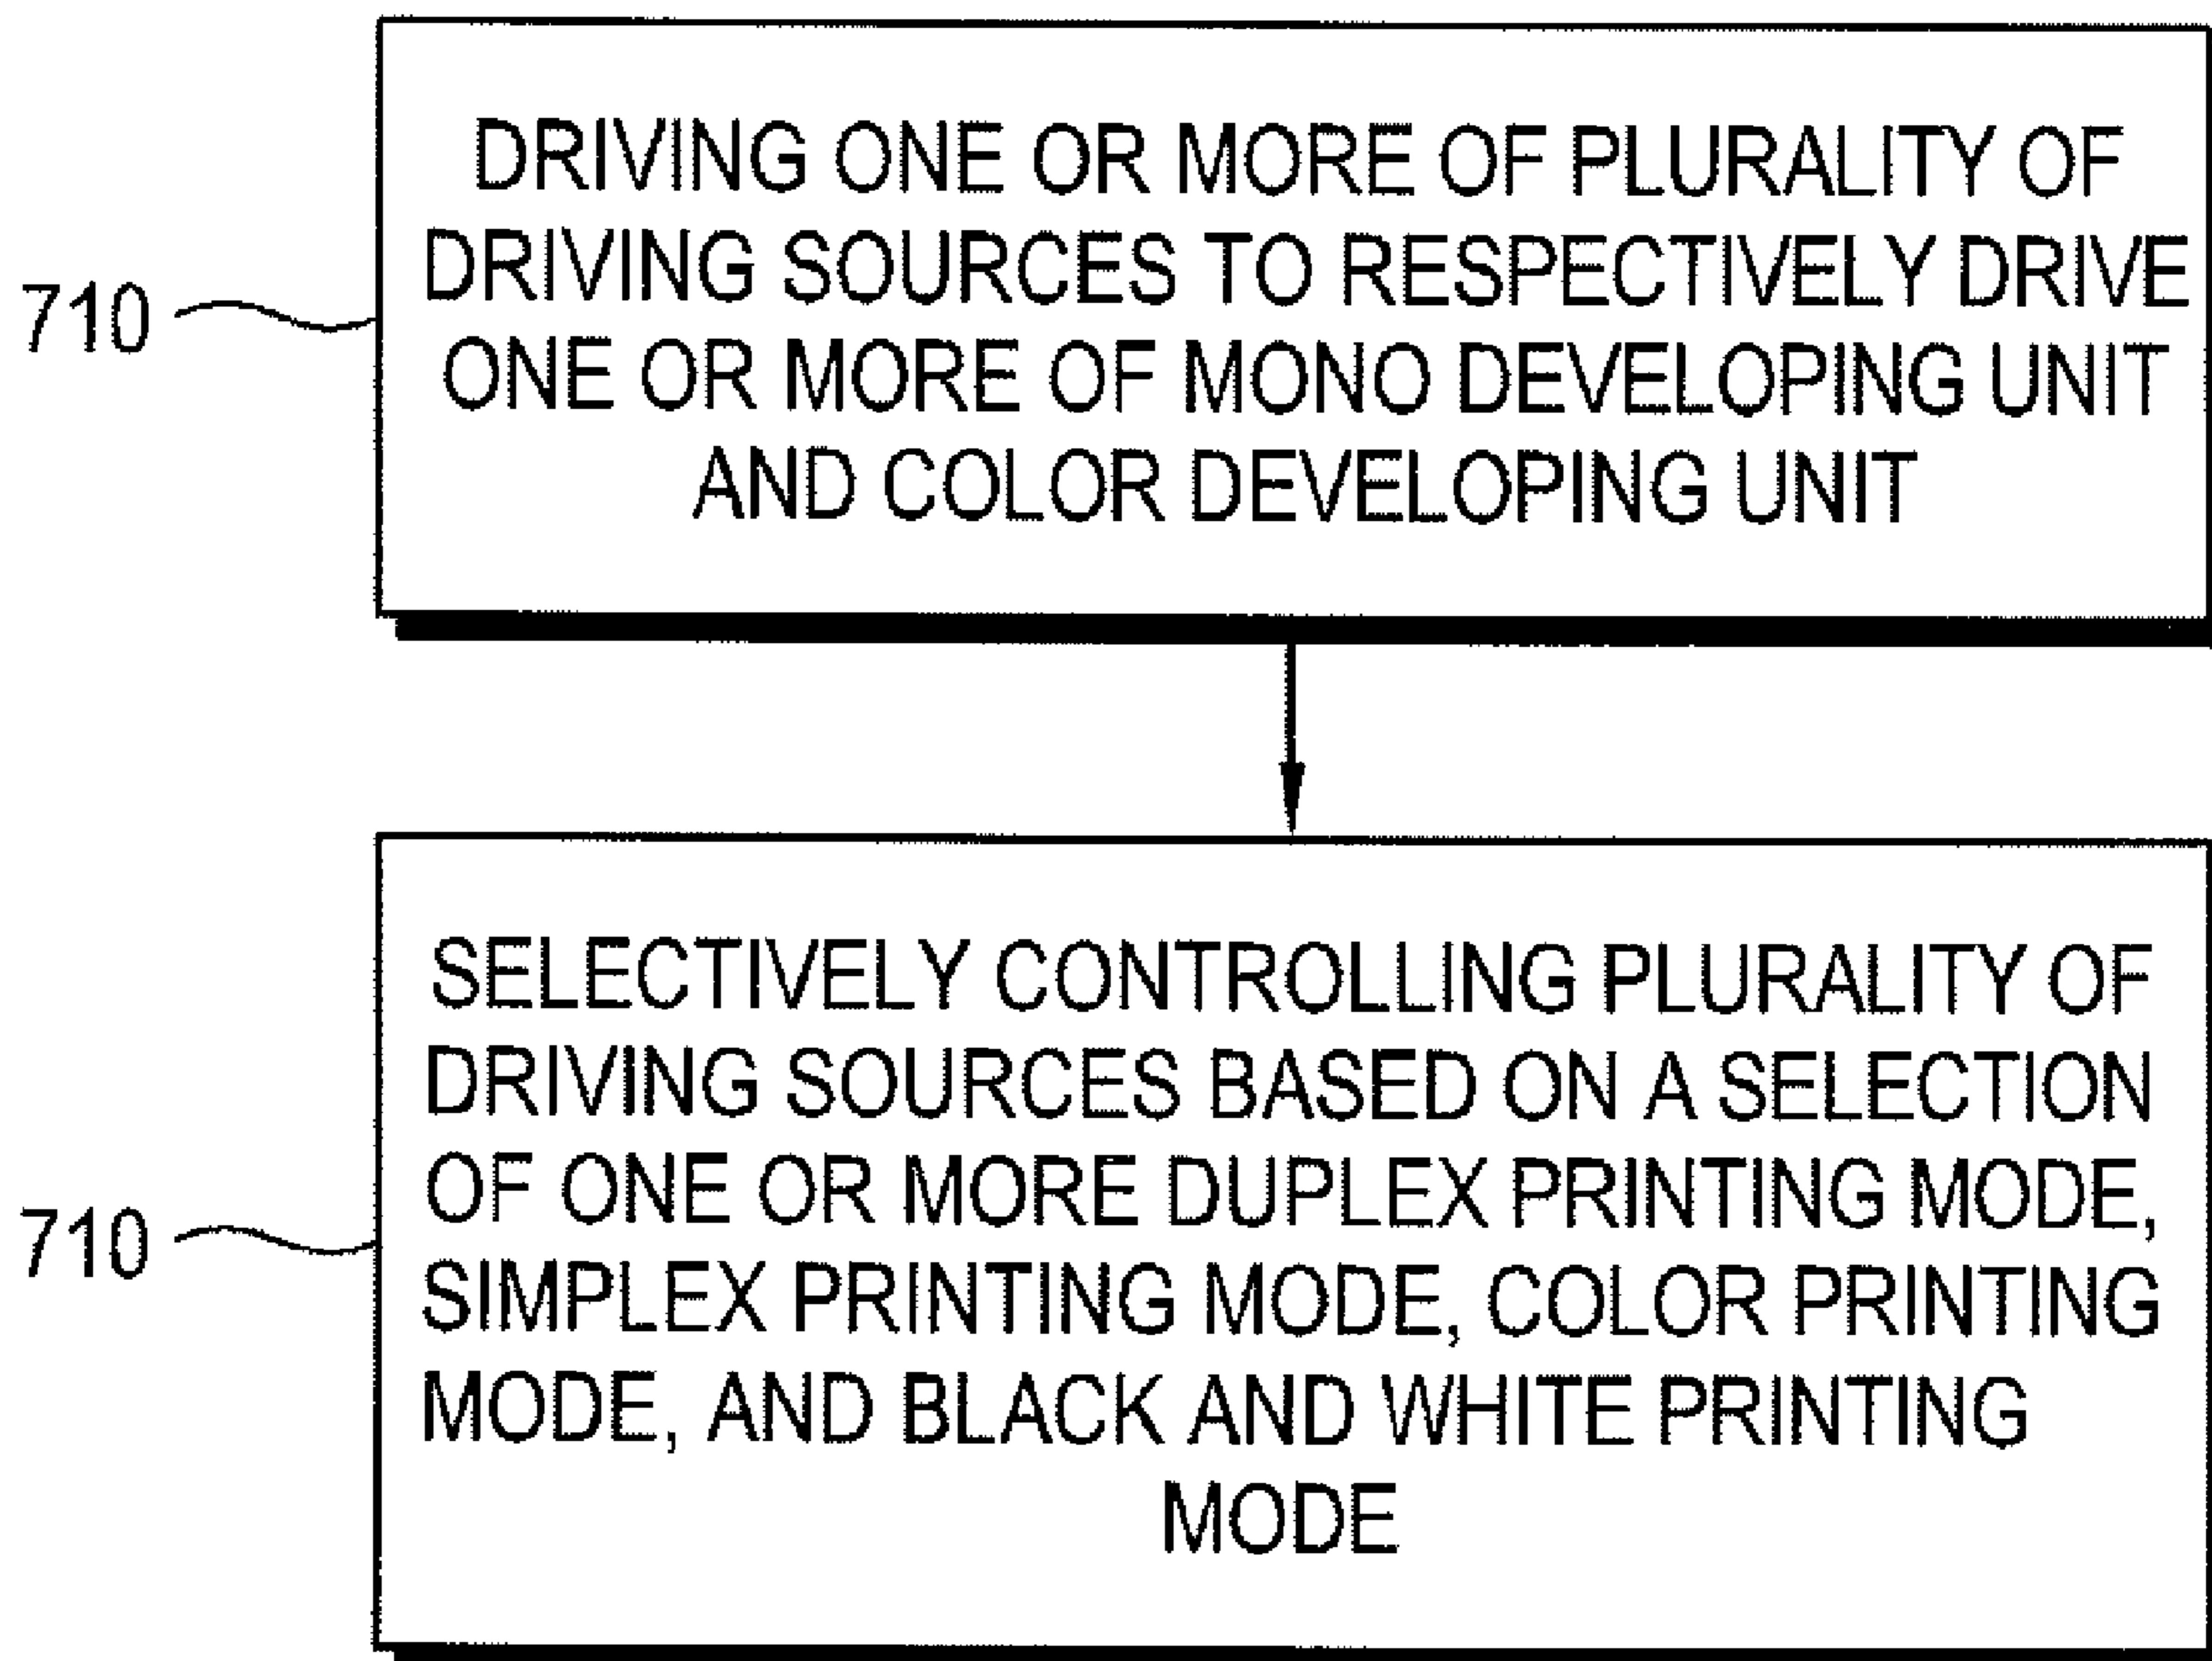 DRIVING ONE OR MORE OF PLURALITY OF
DRIVING SOURCES TO RESPECTIVELY DRIVE
710
ONE OR MORE OF MONO DEVELOPING UNIT
AND COLOR DEVELOPING UNIT
SELECTIVELY CONTROLLING PLURALITY OF
DRIVING SOURCES BASED ON A SELECTION
OF ONE OR MORE DUPLEX PRINTING MODE,
710
SIMPLEX PRINTING MODE, COLOR PRINTING
MODE, AND BLACK AND WHITE PRINTING
MODE